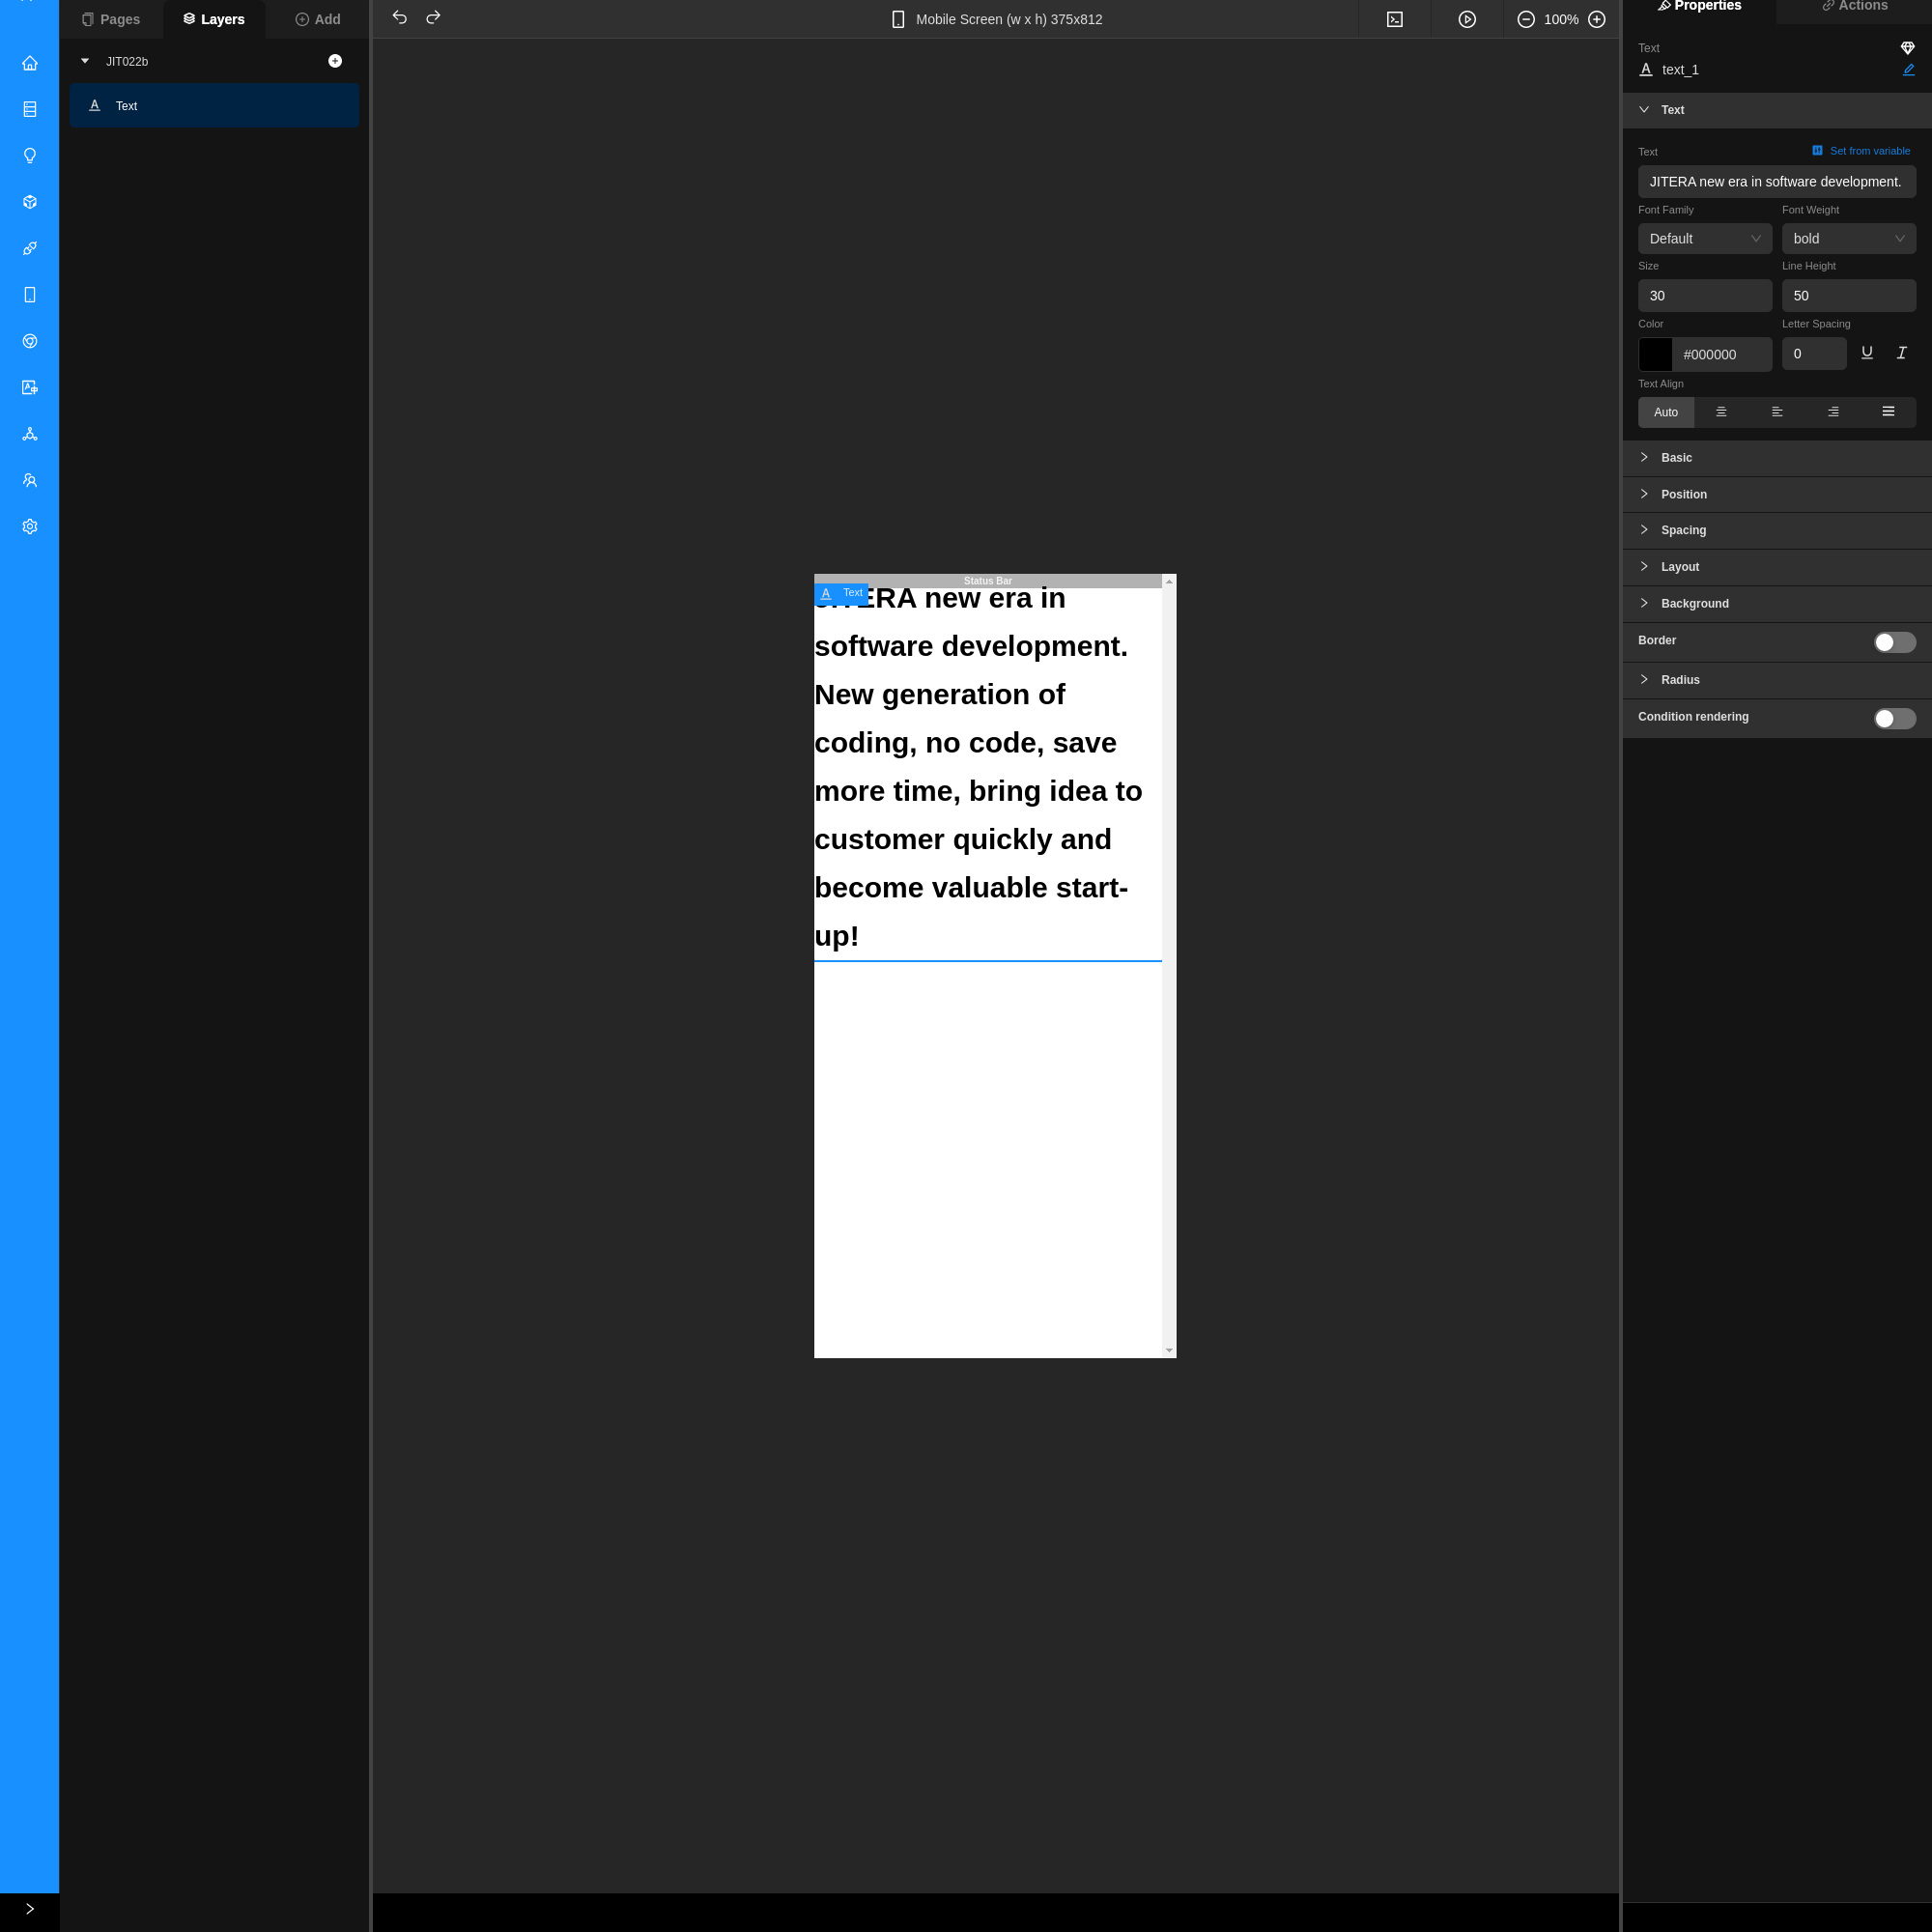 Pages
Layers
Add
Mobile Screen (w x h) 375x812
100%
Properties
Actions
JIT022b
Text
Text
text_1
Text
Text
Set from variable
JITERA new era in software development.
Font Family
Font Weight
Default
bold
Size
Line Height
30
50
Color
Letter Spacing
#000000
0
Text Align
Auto
Basic
Position
Spacing
Layout
Background
Border
Radius
Condition rendering
Status Bar
Text
new era in
software development.
New generation of
coding, no code, save
more time, bring idea to
customer quickly and
become valuable start-
up!